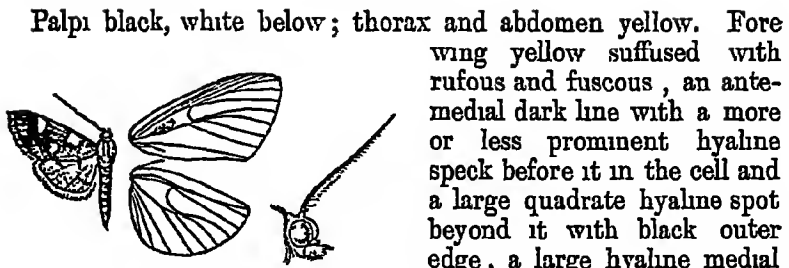 Palpi black, white below; thorax and abdomen yellow. Fore
wing yellow suffused with
rufous and fuscous , an ante-
medial dark line with a more
or less prominent hyaline
speck before it in the cell and
a large quadrate hyaline spot
beyond it with black outer
edge, a large hyaline medial